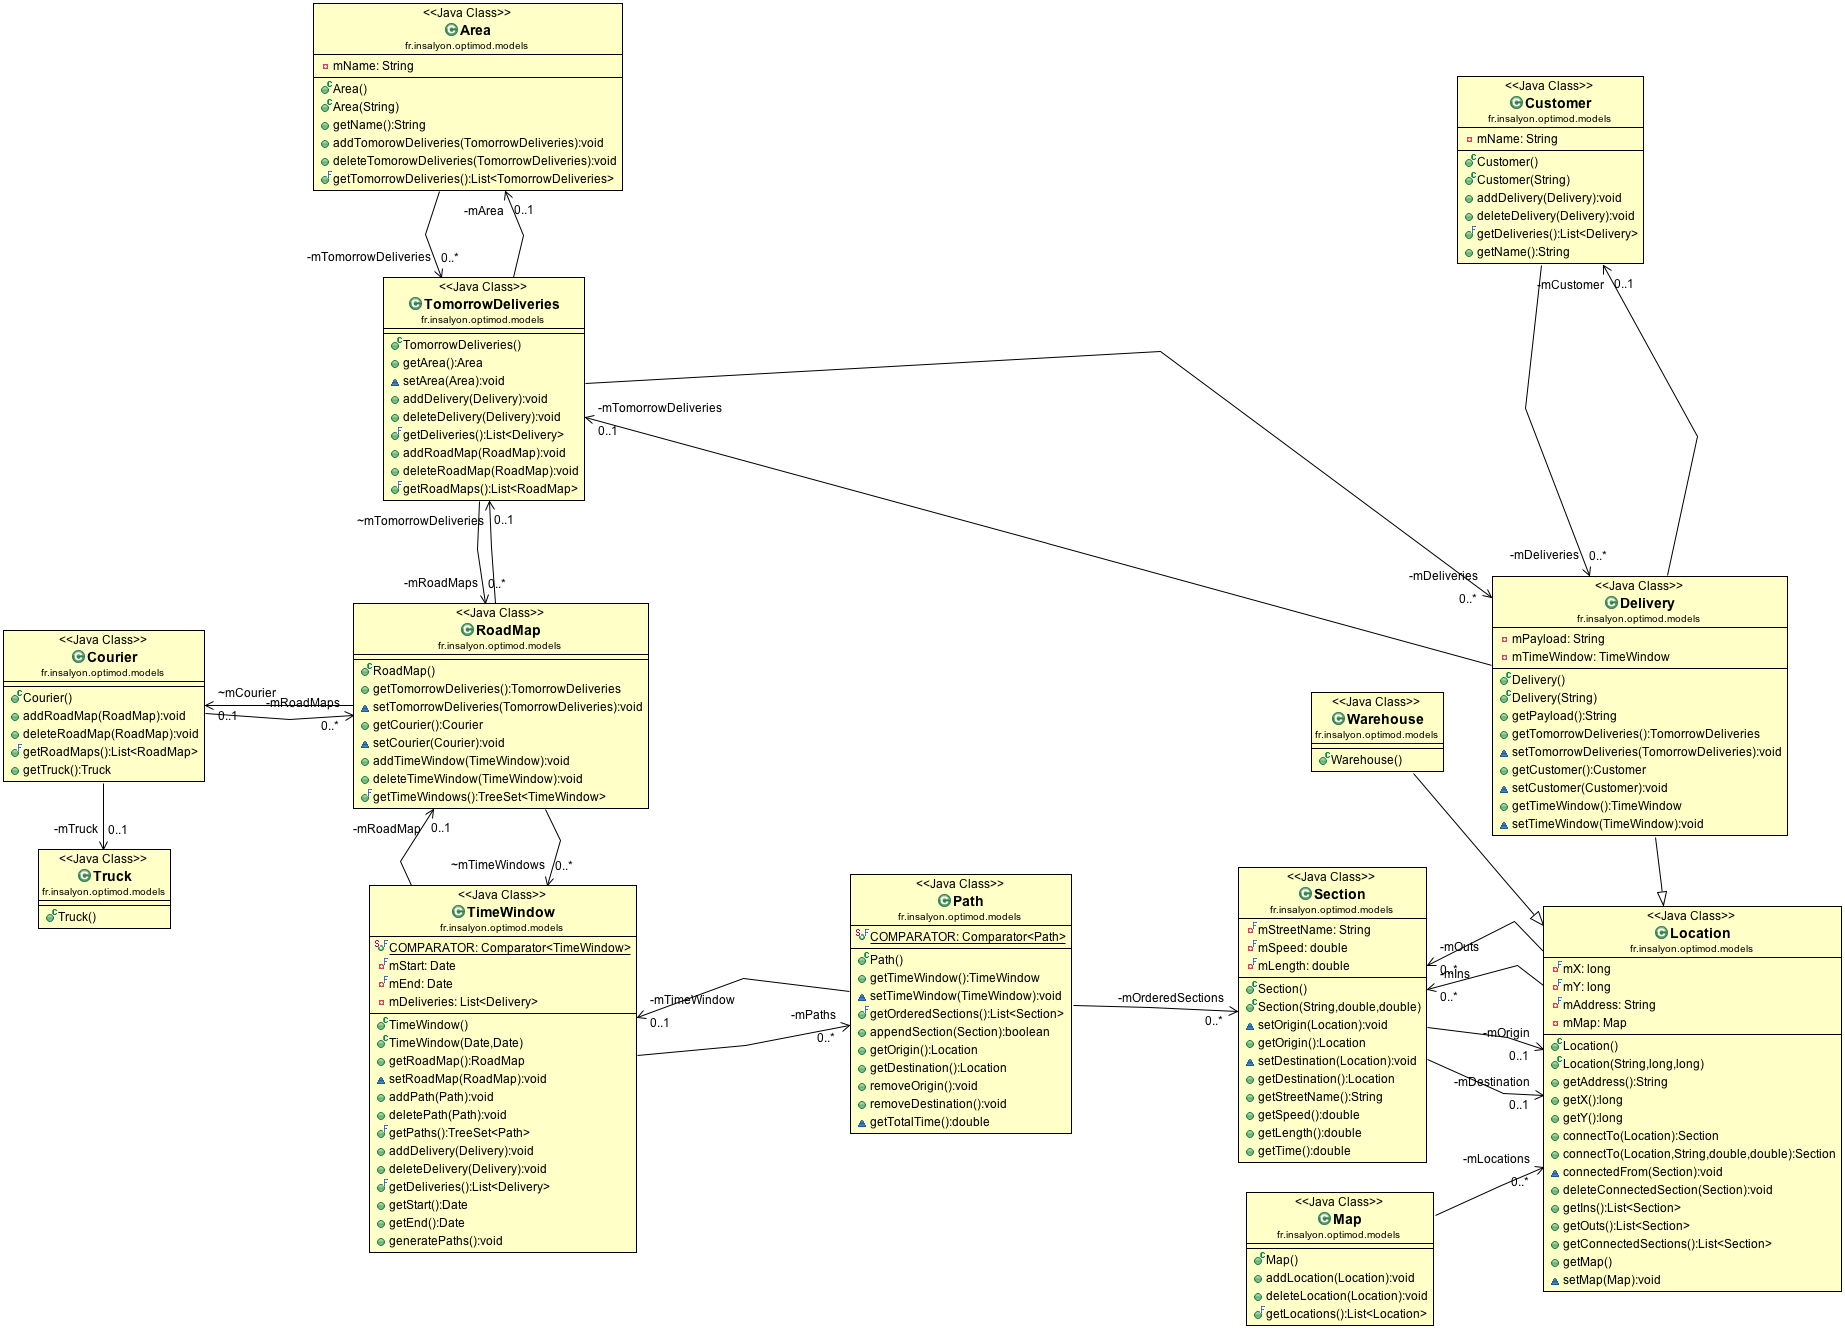 <<Java Class>>
Area
fr.insalyon.optimod.models
mName: String
Area()
Area(String)
getName():String
addTomorowDeliveries(TomorrowDeliveries):void
deleteTomorowDeliveries(TomorrowDeliveries):void
getTomorrowDeliveries():List<TomorrowDeliveries>
-mArea 0..1
-mTomorrowDeliveries 0..*
<<Java Class>>
TomorrowDeliveries
fr.insalyon.optimod.models
TomorrowDeliveries()
getArea():Area
setArea(Area):void
addDelivery(Delivery):void
deleteDelivery(Delivery):void
getDeliveries():List<Delivery>
addRoadMap(RoadMap):void
deleteRoadMap(RoadMap):void
getRoadMaps():List<RoadMap>
-mTomorrowDeliveries
0..1
~mTomorrowDeliveries 0..1
-mRoadMaps 0..*
<<Java Class>>
Customer
fr.insalyon.optimod.models
mName: String
Customer()
Customer(String)
addDelivery(Delivery):void
deleteDelivery(Delivery):void
getDeliveries():List<Delivery>
getName():String
-mCustomer 0..1
-mDeliveries 0..*
-mDeliveries
0..*
<<Java Class>>
Delivery
fr.insalyon.optimod.models
mPayload: String
mTimeWindow: TimeWindow
Delivery()
Delivery(String)
getPayload():String
getTomorrowDeliveries():TomorrowDeliveries
setTomorrowDeliveries(TomorrowDeliveries):void
getCustomer():Customer
setCustomer(Customer):void
getTimeWindow():TimeWindow
setTimeWindow(TimeWindow):void
<<Java Class>>
RoadMap
fr.insalyon.optimod.models
RoadMap()
getTomorrowDeliveries():TomorrowDeliveries
setTomorrowDeliveries(TomorrowDeliveries):void
getCourier():Courier
setCourier(Courier):void
addTimeWindow(TimeWindow):void
deleteTimeWindow(TimeWindow):void
getTimeWindows():TreeSet<TimeWindow>
<<Java Class>>
Courier
fr.insalyon.optimod.models
Courier()
addRoadMap(RoadMap):void
deleteRoadMap(RoadMap):void
getRoadMaps():List<RoadMap>
getTruck():Truck
~mCourier
0..1
-mRoadMaps
0..*
-mTruck 0..1
<<Java Class>>
Truck
fr.insalyon.optimod.models
Truck()
-mRoadMap 0..1
~mTimeWindows 0..*
<<Java Class>>
TimeWindow
fr.insalyon.optimod.models
COMPARATOR: Comparator<TimeWindow>
mStart: Date
mEnd: Date
mDeliveries: List<Delivery>
TimeWindow()
TimeWindow(Date,Date)
getRoadMap():RoadMap
setRoadMap(RoadMap):void
addPath(Path):void
deletePath(Path):void
getPaths():TreeSet<Path>
addDelivery(Delivery):void
deleteDelivery(Delivery):void
getDeliveries():List<Delivery>
getStart():Date
getEnd():Date
generatePaths():void
-mTimeWindow
0..1
-mPaths
0..*
<<Java Class>>
Path
fr.insalyon.optimod.models
COMPARATOR: Comparator<Path>
Path()
getTimeWindow():TimeWindow
setTimeWindow(TimeWindow):void
getOrderedSections():List<Section>
appendSection(Section):boolean
getOrigin():Location
getDestination():Location
removeOrigin():void
removeDestination():void
getTotalTime():double
-mOrderedSections
0..*
<<Java Class>>
Warehouse
fr.insalyon.optimod.models
Warehouse()
<<Java Class>>
Section
fr.insalyon.optimod.models
mStreetName: String
mSpeed: double
mLength: double
Section()
Section(String,double,double)
setOrigin(Location):void
getOrigin():Location
setDestination(Location):void
getDestination():Location
getStreetName():String
getSpeed():double
getLength():double
getTime():double
-mOuts
0..*
-mIns
0..*
-mOrigin
0..1
-mDestination
0..1
-mLocations
0..*
<<Java Class>>
Location
fr.insalyon.optimod.models
mX: long
mY: long
mAddress: String
mMap: Map
Location()
Location(String,long,long)
getAddress():String
getX():long
getY():long
connectTo(Location):Section
connectTo(Location,String,double,double):Section
connectedFrom(Section):void
deleteConnectedSection(Section):void
getIns():List<Section>
getOuts():List<Section>
getConnectedSections():List<Section>
getMap()
setMap(Map):void
<<Java Class>>
Map
fr.insalyon.optimod.models
Map()
addLocation(Location):void
deleteLocation(Location):void
getLocations():List<Location>